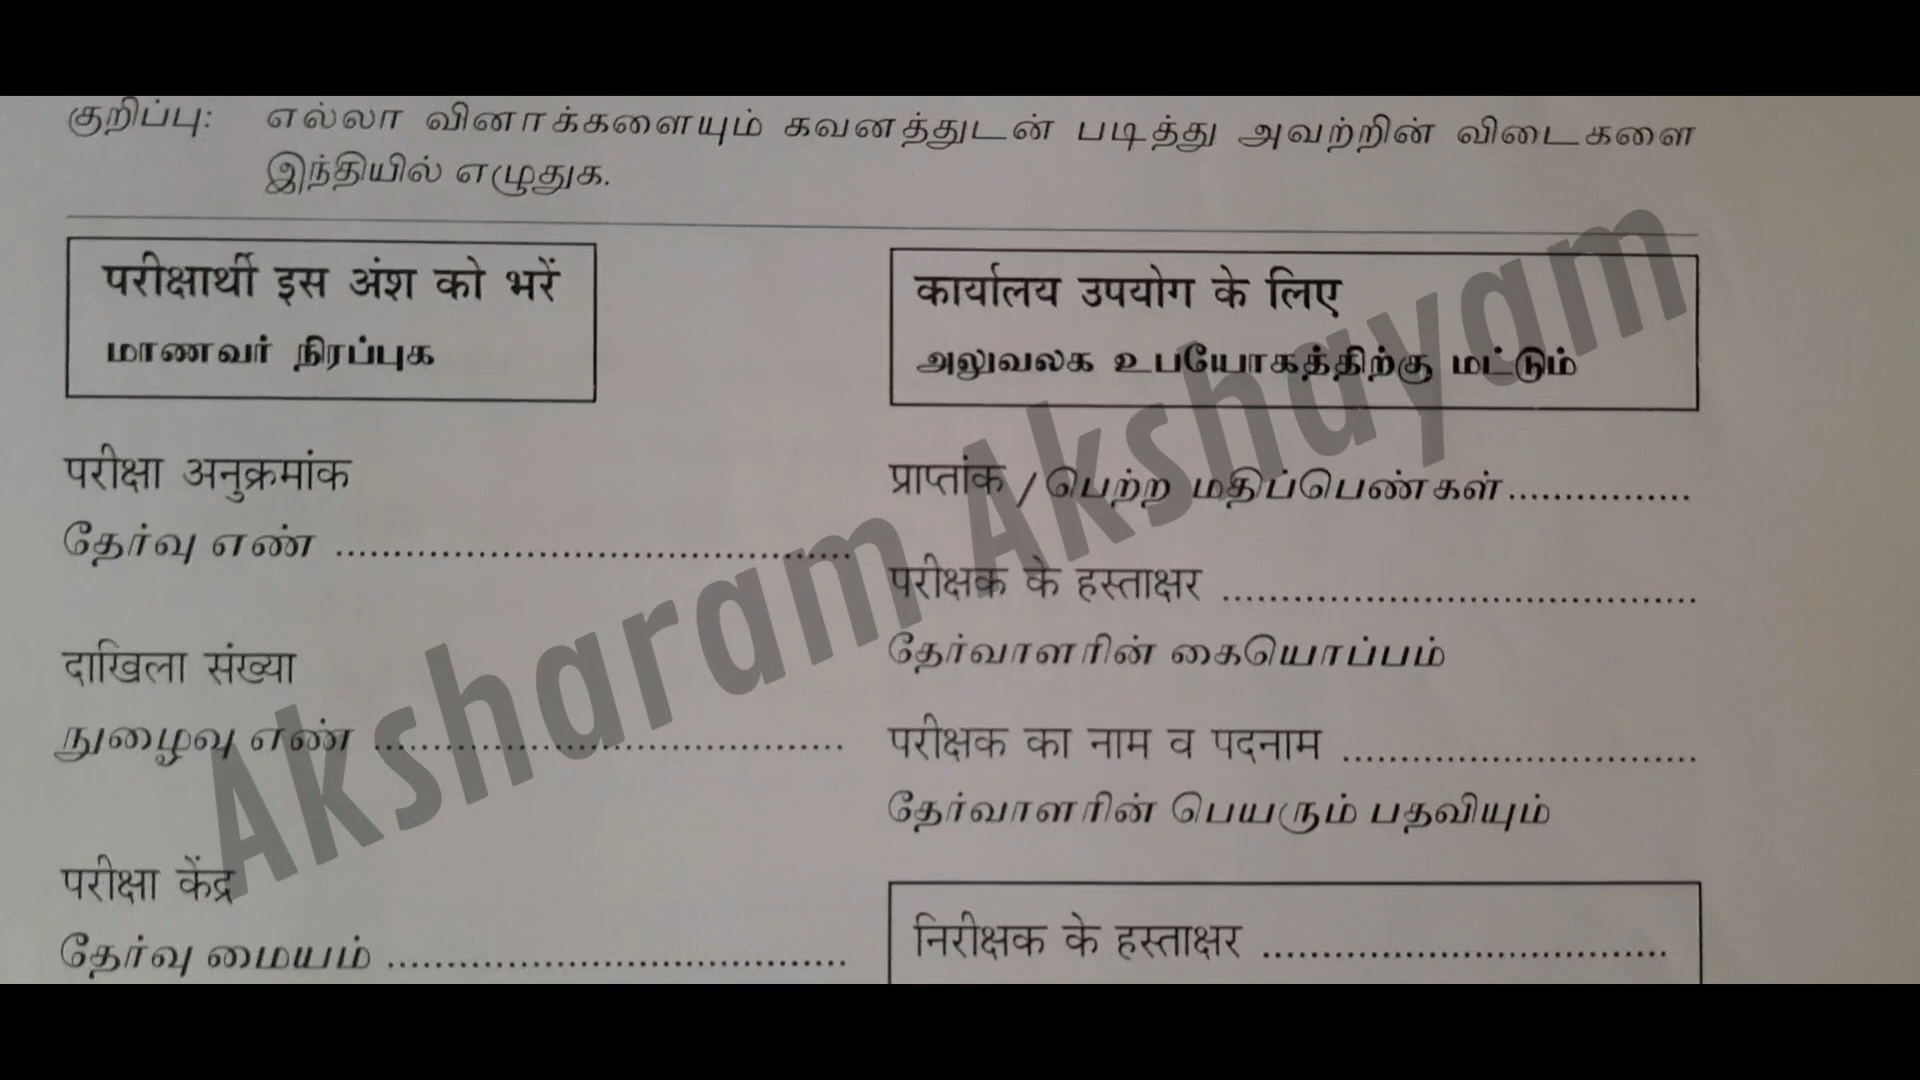 குறிப்பு: எல்லா வினாக்களையும் கவனத்துடன் படித்து அவற்றின் விடைகளை
இந்தியில் எழுதுக.
परीक्षार्थी इस अंश को भरें
மாணவர் நிரப்புக
परीक्षा अनुक्रमांक
தேர்வு எண் ............................................
दाखिला संख्या
நுழைவு எண் ........................................
परीक्षा केंद्र
தேர்வு மையம் .......................................
कार्यालय उपयोग के लिए
அலுவலக உபயோகத்திற்கு மட்டும்
प्राप्तांक / பெற்ற மதிப்பெண்கள்................
परीक्षक के हस्ताक्षर ........................................
தேர்வாளரின் கையொப்பம்
परीक्षक का नाम व पदनाम ..............................
தேர்வாளரின் பெயரும் பதவியும்
निरीक्षक के हस्ताक्षर ..................................
Aksharam Akshayam